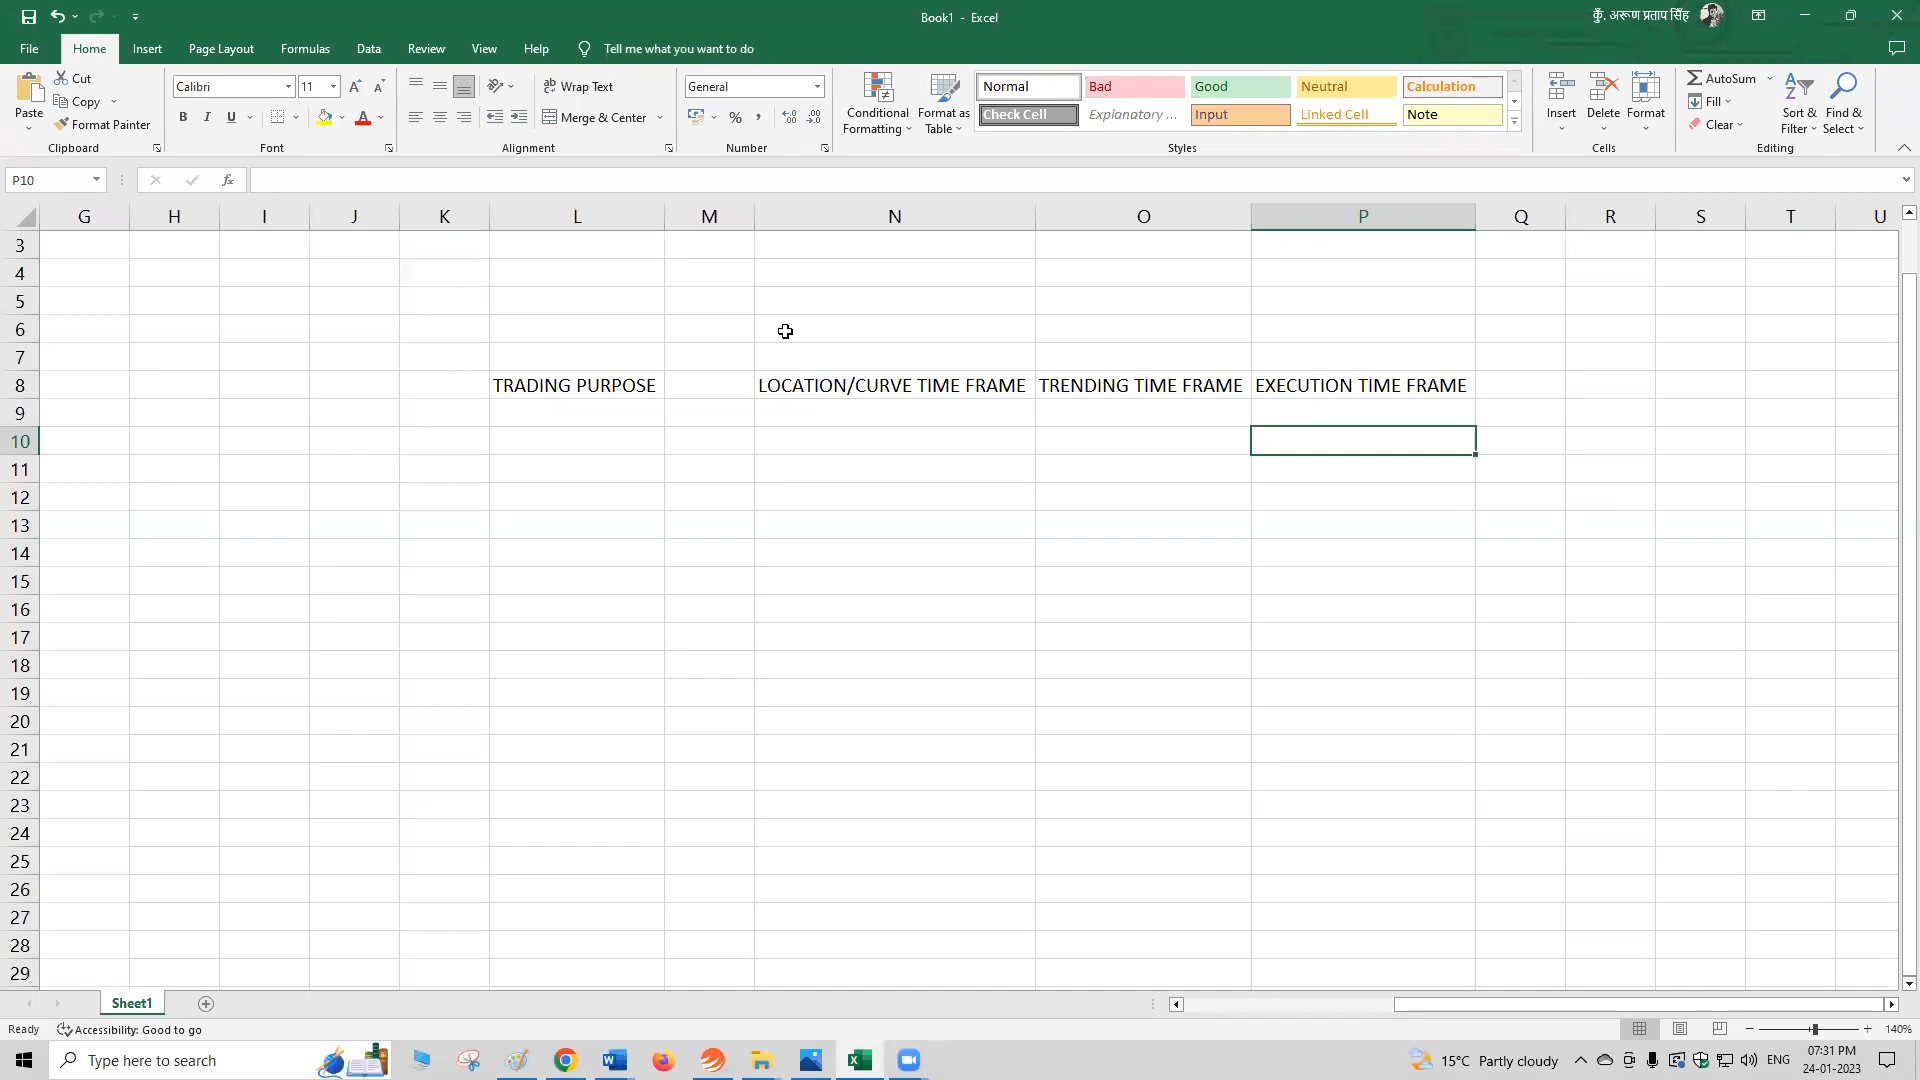 Book1 - Excel
कुँ. अरूण प्रताप सिंह
File Home Insert Page Layout Formulas Data Review View Help Tell me what you want to do
Paste
Cut
Copy
Format Painter
Clipboard
Calibri 11
B I U
Font
Wrap Text
Merge & Center
Alignment
General
Number
Conditional Formatting
Format as Table
Normal Bad Good Neutral Calculation
Check Cell Explanatory ... Input Linked Cell Note
Styles
Insert Delete Format
Cells
AutoSum
Fill
Clear
Sort & Filter
Find & Select
Editing
P10
fx
G H I J K L M N O P Q R S T U
3
4
5
6
7
8 TRADING PURPOSE LOCATION/CURVE TIME FRAME TRENDING TIME FRAME EXECUTION TIME FRAME
9
10
11
12
13
14
15
16
17
18
19
20
21
22
23
24
25
26
27
28
29
Sheet1
Ready Accessibility: Good to go 140%
Type here to search
15°C Partly cloudy
ENG
07:31 PM
24-01-2023